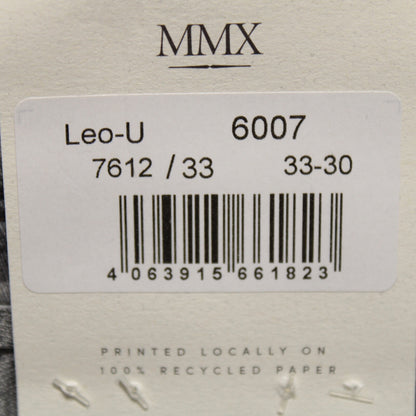 MMX
Leo-U 6007
7612 / 33 33-30
4 063915 661823
PRINTED LOCALLY ON
100% RECYCLED PAPER